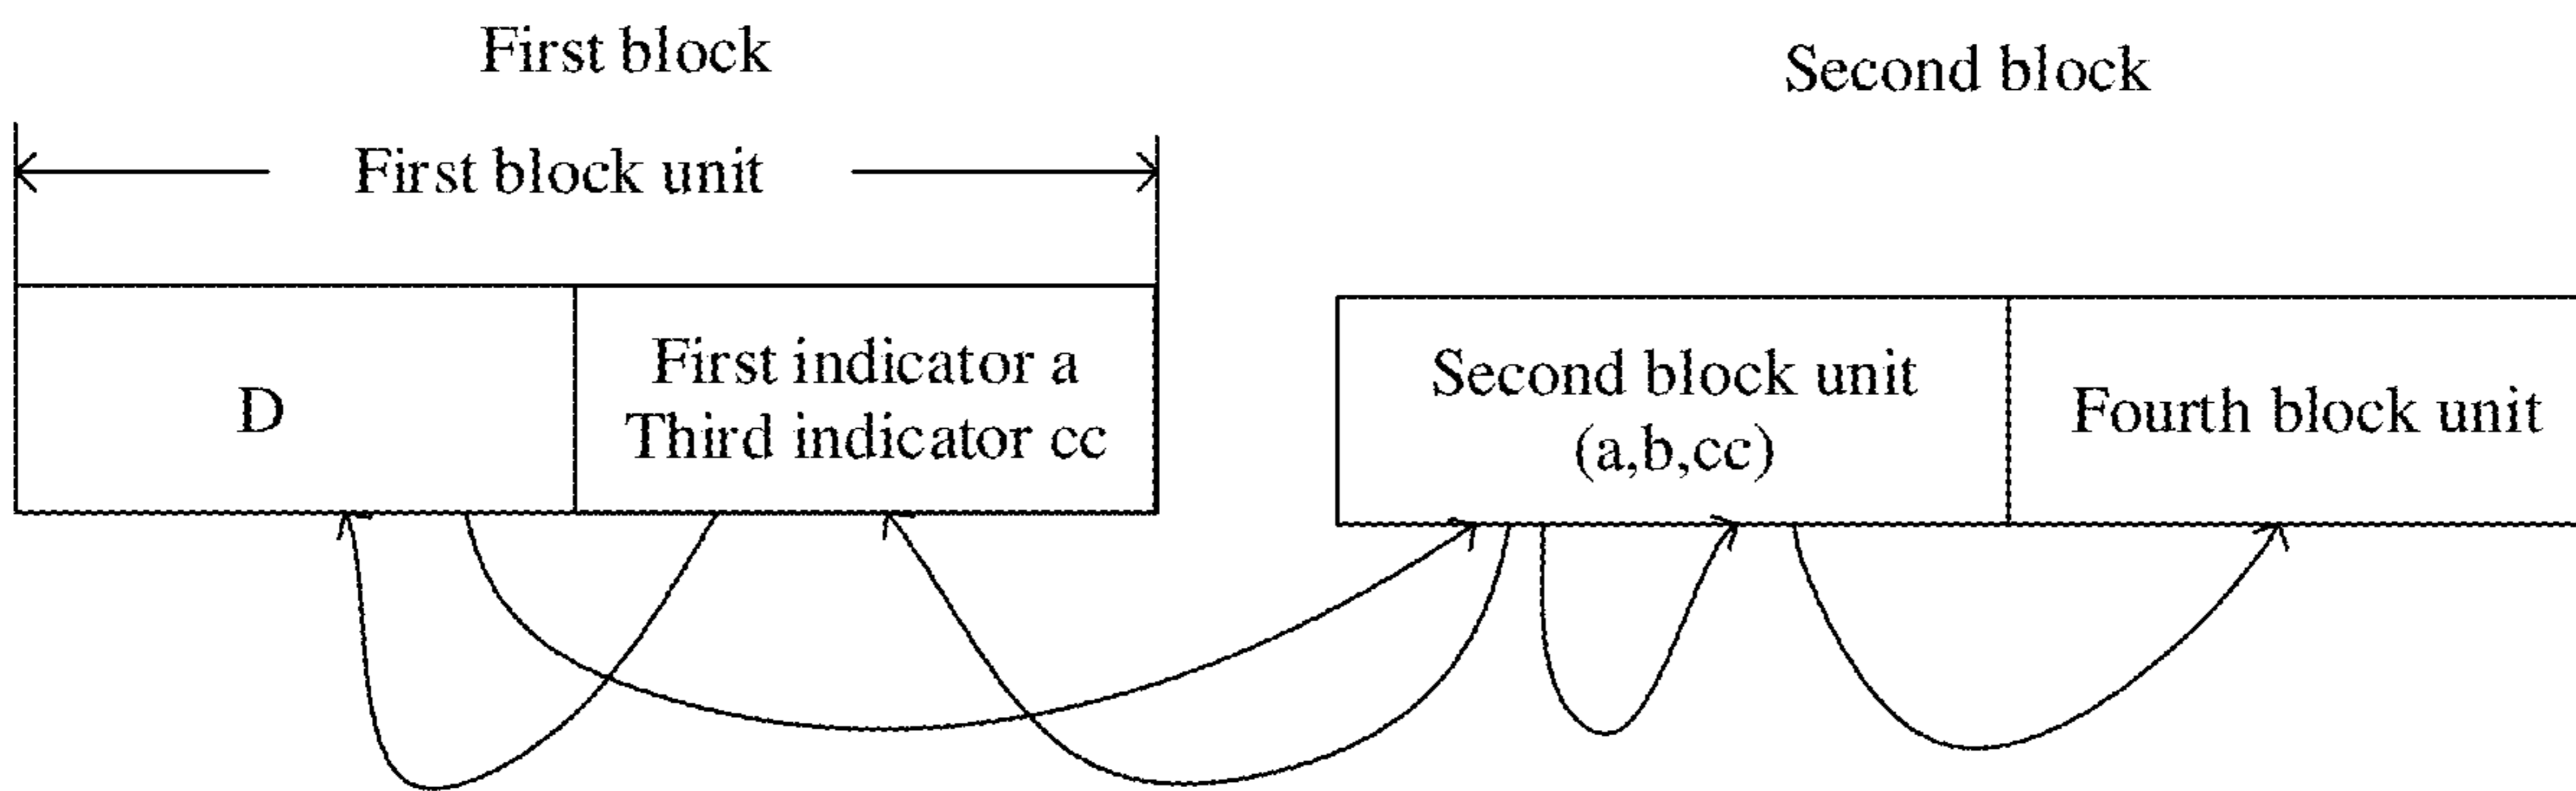 First block
Second block
First block unit
D
First indicator a
Third indicator cc
Second block unit
(a,b,cc)
Fourth block unit